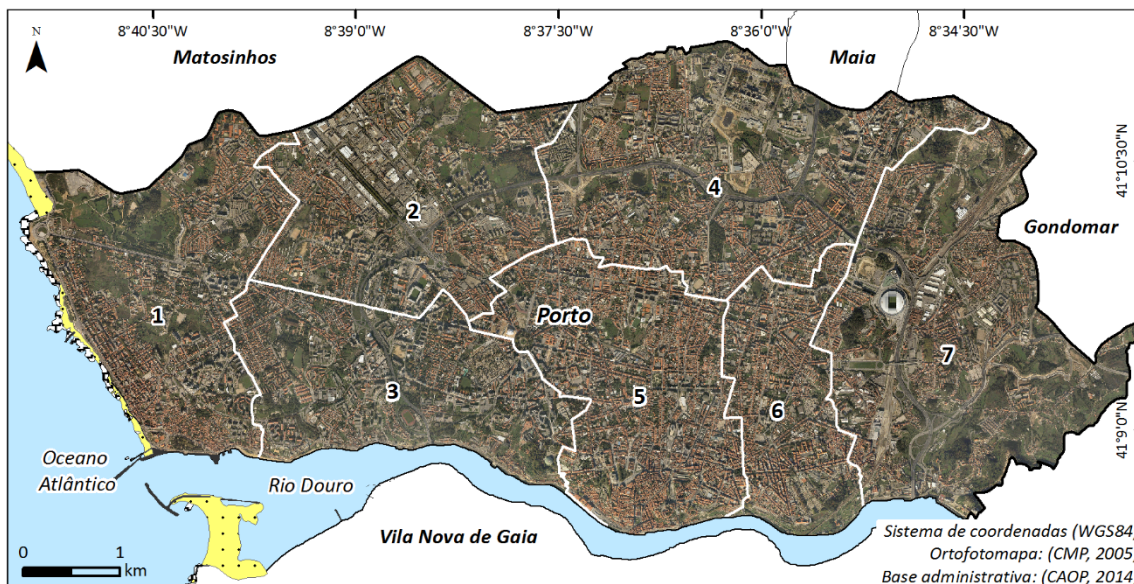 8°40'30"W
8°39'0"W
8°37'30"W
8°36'0"W
8°34'30"W
N
Matosinhos
Maia
41°10'30"N
4
2
Gondomar
1
Porto
7
3
5
6
41°9'0"N
Oceano
Atlântico
Rio Douro
Vila Nova de Gaia
Sistema de coordenadas (WGS84)
Ortofotomapa: (CMP, 2005)
Base administrativa: (CAOP, 2014)
0 1
km